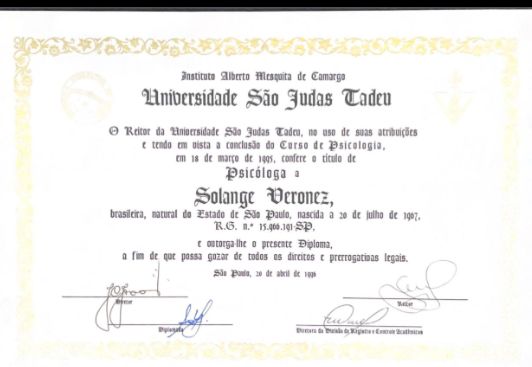 Instituto Alberto Mesquita de Camargo
Universidade São Judas Tadeu
O Reitor da Universidade São Judas Tadeu, no uso de suas atribuições
e tendo em vista a conclusão do Curso de Psicologia,
em 18 de março de 1995, confere o título de
Psicóloga a
Solange Veronez,
brasileira, natural do Estado de São Paulo, nascida a 20 de julho de 1967,
R.G. n.º 15.966.191-SP,
e outorga-lhe o presente Diploma,
a fim de que possa gozar de todos os direitos e prerrogativas legais.
São Paulo, 20 de abril de 1996
Diretor
Reitor
Diplomado
Diretora da Divisão de Registro e Controle Acadêmicos